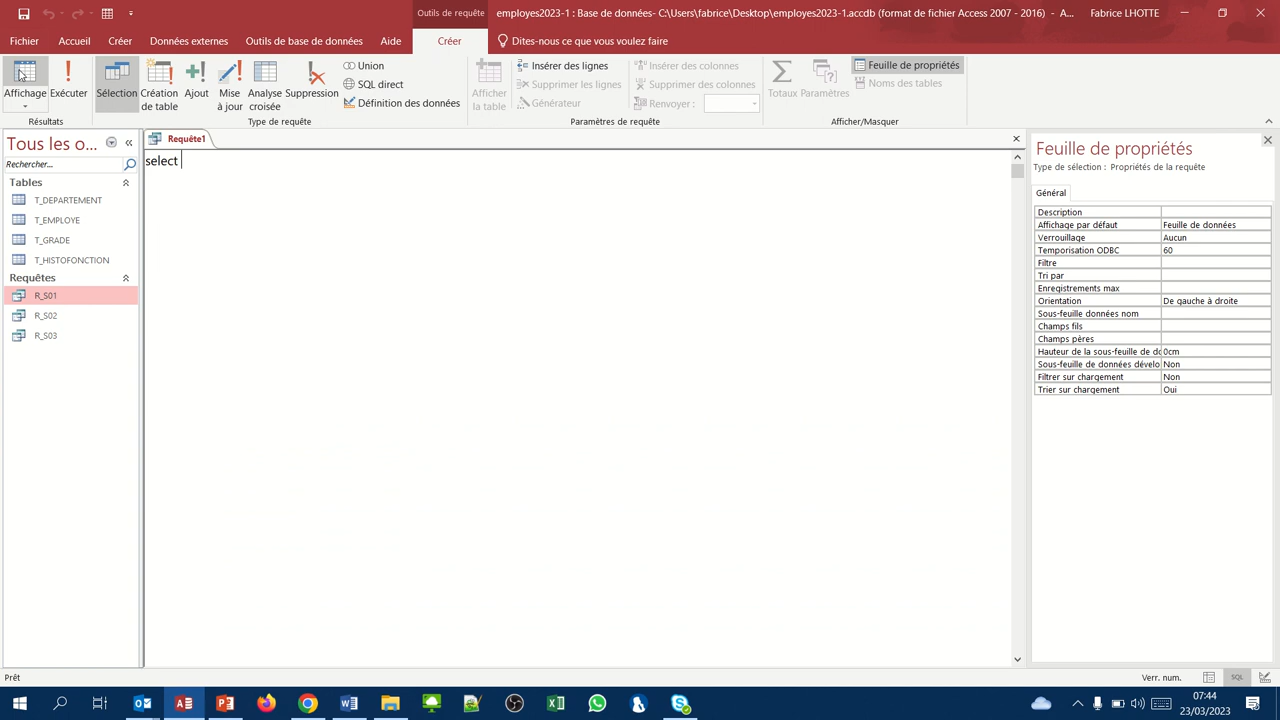 Outils de requête
employes2023-1 : Base de données- C:\Users\fabrice\Desktop\employes2023-1.accdb (format de fichier Access 2007 - 2016) - A...
Fabrice LHOTTE
Fichier Accueil Créer Données externes Outils de base de données Aide Créer Dites-nous ce que vous voulez faire
Affichage
Exécuter
Résultats
Sélection
Création de table
Ajout
Mise à jour
Analyse croisée
Suppression
Union
SQL direct
Définition des données
Type de requête
Afficher la table
Insérer des lignes
Supprimer les lignes
Générateur
Insérer des colonnes
Supprimer des colonnes
Renvoyer :
Paramètres de requête
Totaux
Paramètres
Feuille de propriétés
Noms des tables
Afficher/Masquer
Tous les o...
Rechercher...
Tables
T_DEPARTEMENT
T_EMPLOYE
T_GRADE
T_HISTOFONCTION
Requêtes
R_S01
R_S02
R_S03
Requête1
select
Feuille de propriétés
Type de sélection : Propriétés de la requête
Général
Description
Affichage par défaut Feuille de données
Verrouillage Aucun
Temporisation ODBC 60
Filtre
Tri par
Enregistrements max
Orientation De gauche à droite
Sous-feuille données nom
Champs fils
Champs pères
Hauteur de la sous-feuille de do 0cm
Sous-feuille de données dévelo Non
Filtrer sur chargement Non
Trier sur chargement Oui
Prêt
Verr. num.
SQL
07:44
23/03/2023